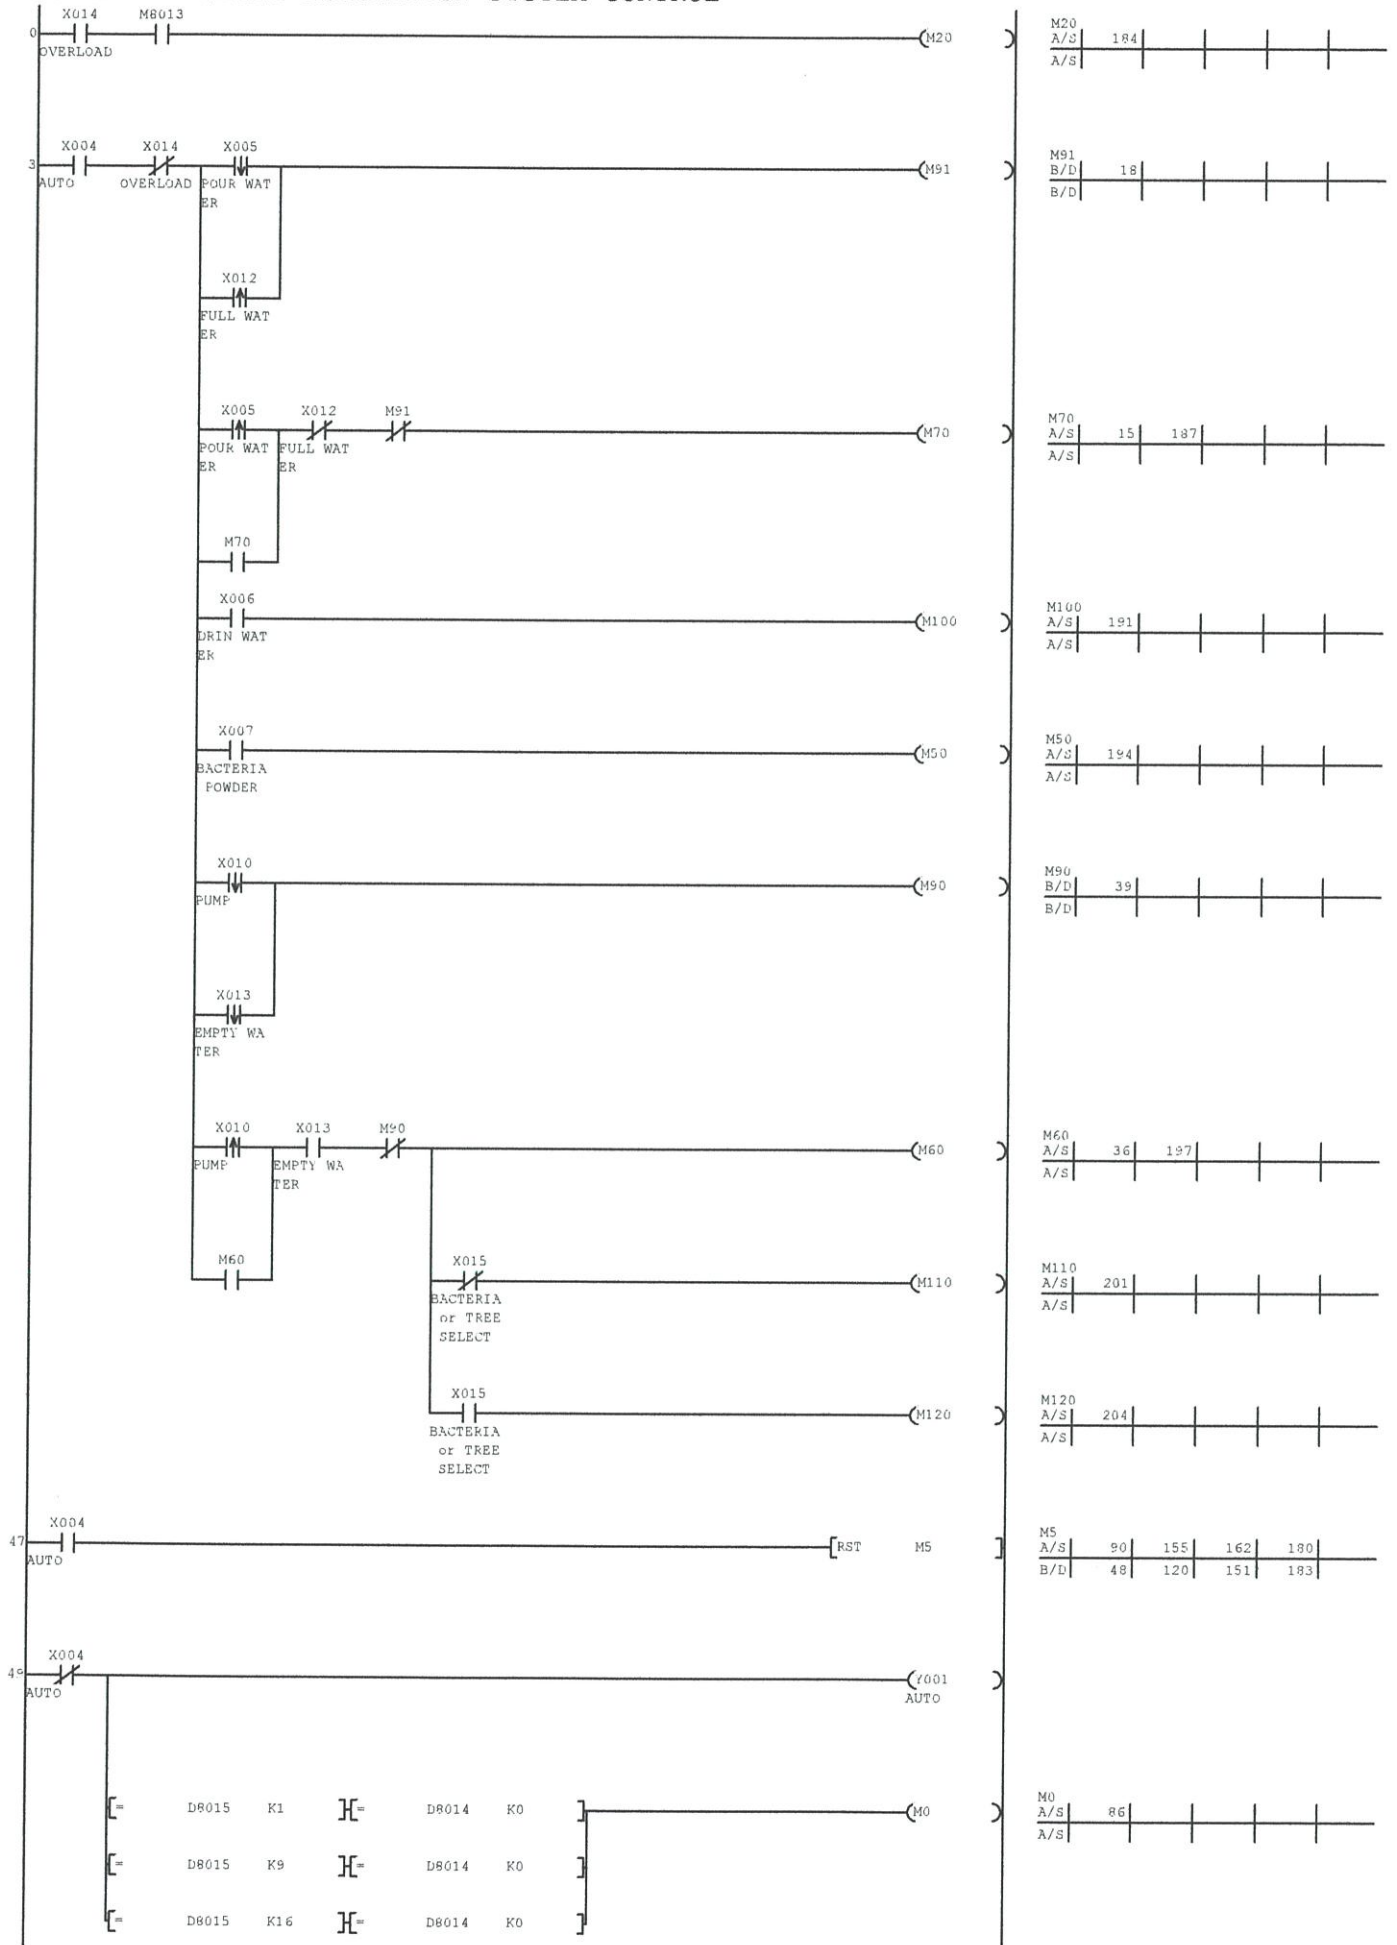 SYSTEM CONTROL
X014 M8013
0 (M20 )
OVERLOAD
M20
A/S 184
A/S
X004 X014 X005
3 (M91 )
AUTO OVERLOAD POUR WAT
ER
M91
B/D 18
B/D
X012
FULL WAT
ER
X005 X012 M91
(M70 )
POUR WAT FULL WAT
ER ER
M70
A/S 15 187
A/S
M70
X006
(M100 )
DRIN WAT
ER
M100
A/S 191
A/S
X007
(M50 )
BACTERIA
POWDER
M50
A/S 194
A/S
X010
(M90 )
PUMP
M90
B/D 39
B/D
X013
EMPTY WA
TER
X010 X013 M90
(M60 )
PUMP EMPTY WA
TER
M60
A/S 36 197
A/S
M60 X015
(M110 )
BACTERIA
or TREE
SELECT
M110
A/S 201
A/S
X015
(M120 )
BACTERIA
or TREE
SELECT
M120
A/S 204
A/S
X004
47 [RST M5 ]
AUTO
M5
A/S 90 155 162 180
B/D 48 120 151 183
X004
49 (Y001 )
AUTO AUTO
[= D8015 K1 ][= D8014 K0 ] (M0 )
M0
A/S 86
A/S
[= D8015 K9 ][= D8014 K0 ]
[= D8015 K16 ][= D8014 K0 ]